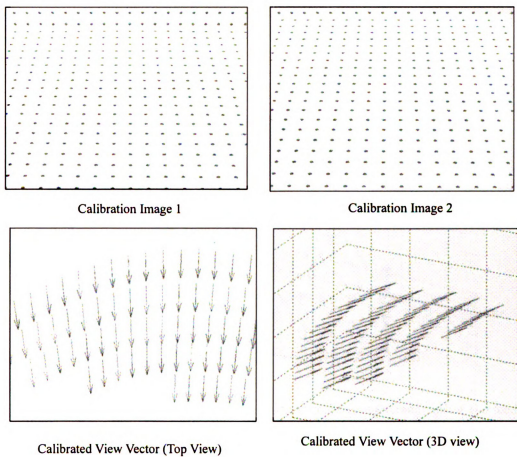 Calibration Image 1
Calibration Image 2
Calibrated View Vector (Top View)
Calibrated View Vector (3D view)